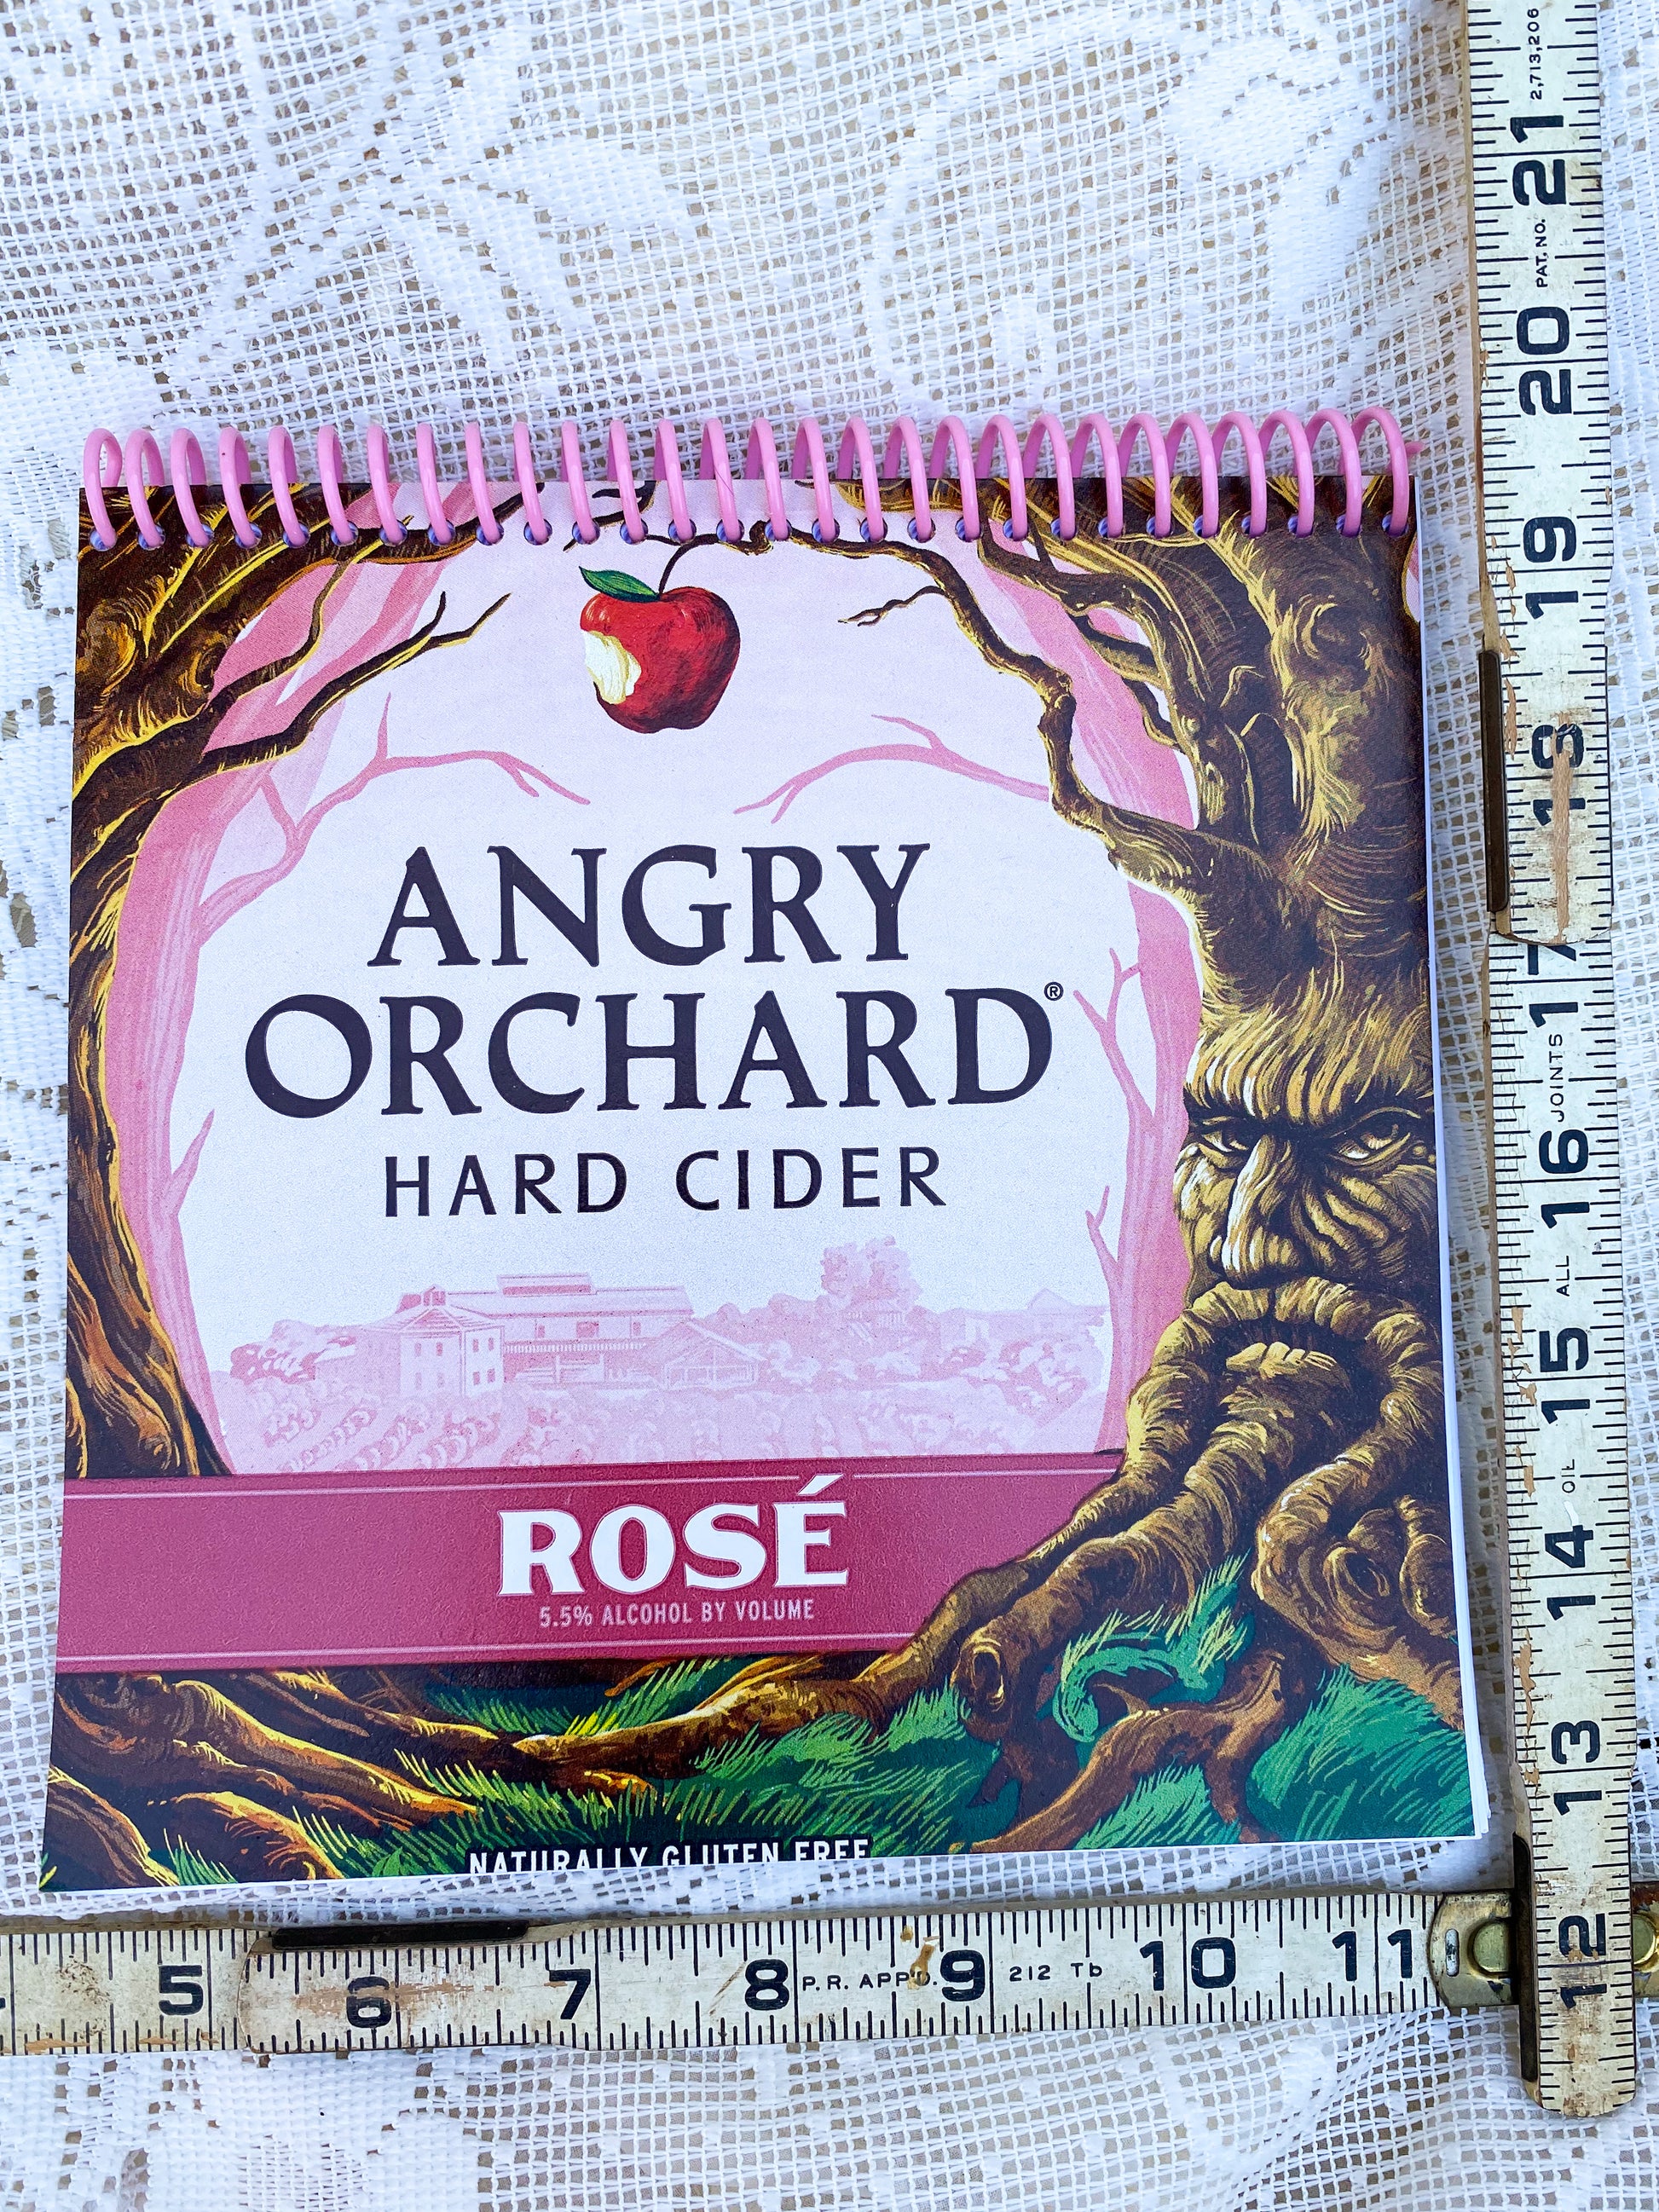 ANGRY
ORCHARD®
HARD CIDER
ROSÉ
5.5% ALCOHOL BY VOLUME
NATURALLY GLUTEN FREE
5 6 7 8 P.R. APP'D. 9 212 Tb 10 11
12 13 14 OIL 15 ALL 16 JOINTS 17 18 19 20 PAT. NO. 21 2,713,206